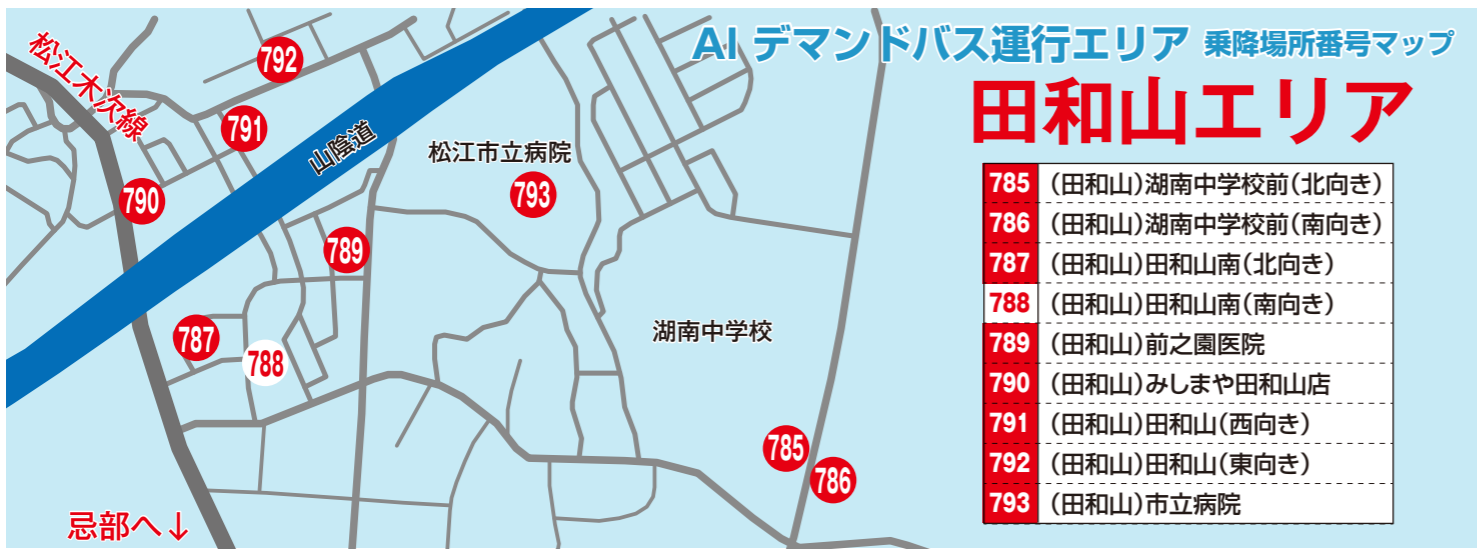 AI デマンドバス運行エリア 乗降場所番号マップ
田和山エリア
松江木次線
山陰道
792
791
790
松江市立病院
793
789
787
788
湖南中学校
785
786
忌部へ↓
785 (田和山)湖南中学校前(北向き)
786 (田和山)湖南中学校前(南向き)
787 (田和山)田和山南(北向き)
788 (田和山)田和山南(南向き)
789 (田和山)前之園医院
790 (田和山)みしまや田和山店
791 (田和山)田和山(西向き)
792 (田和山)田和山(東向き)
793 (田和山)市立病院